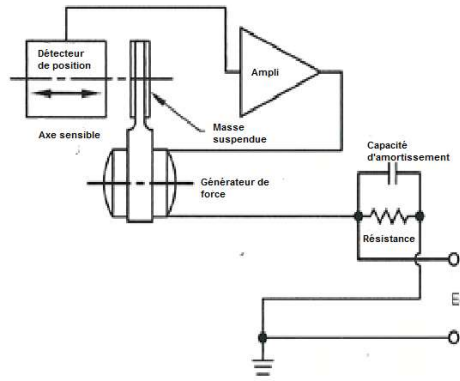 Détecteur
de position
Axe sensible
Ampli
Masse
suspendue
Générateur de
force
Capacité
d'amortissement
Résistance
E